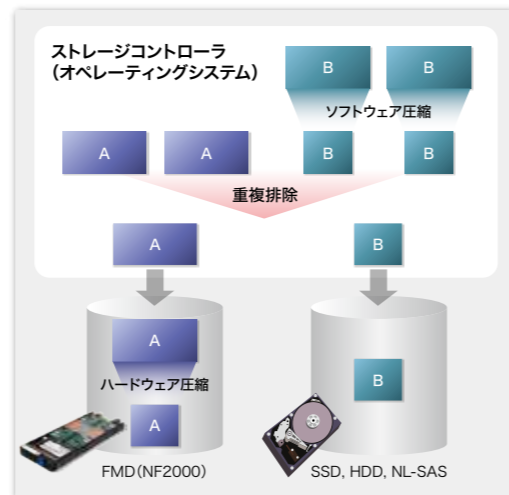 ストレージコントローラ
（オペレーティングシステム）
B B
ソフトウェア圧縮
A A B B
重複排除
A B
A
ハードウェア圧縮
B
A
FMD（NF2000） SSD, HDD, NL-SAS